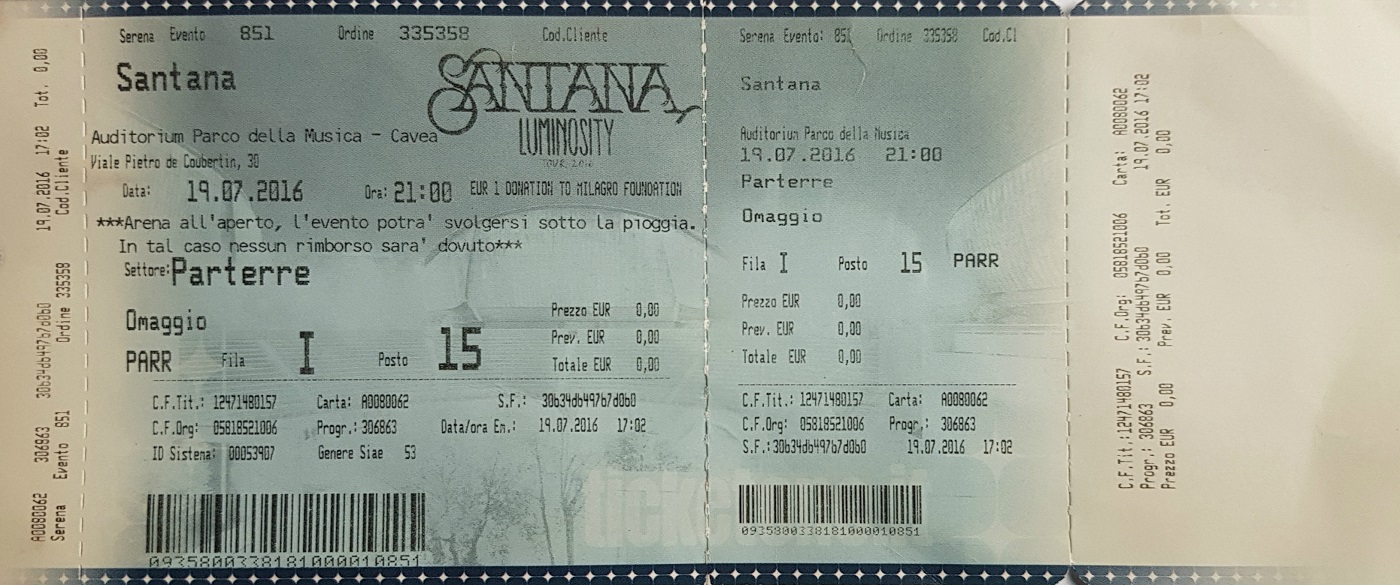 A0080062 306863 30b34db497b7d0b0 19.07.2016 17:02 Tot. 0,00
Serena Evento 851 Ordine 335358 Cod.Cliente
Serena Evento 851 Ordine 335358 Cod.Cliente
Santana
SANTANA
LUMINOSITY
TOUR 2016
Auditorium Parco della Musica - Cavea
Viale Pietro de Coubertin, 30
Data: 19.07.2016 Ora: 21:00 EUR 1 DONATION TO MILAGRO FOUNDATION
***Arena all'aperto, l'evento potra' svolgersi sotto la pioggia.
In tal caso nessun rimborso sara' dovuto***
Settore: Parterre
Omaggio
PARR Fila I Posto 15
Prezzo EUR 0,00
Prev. EUR 0,00
Totale EUR 0,00
C.F.Tit.: 12471480157 Carta: A0080062 S.F.: 30b34db497b7d0b0
C.F.Org: 05818521006 Progr.: 306863 Data/ora Em.: 19.07.2016 17:02
ID Sistema: 00053907 Genere Siae 53
093580033818100001085​1
Serena Evento: 851 Ordine 335358 Cod.Cl
Santana
Auditorium Parco della Musica
19.07.2016 21:00
Parterre
Omaggio
Fila I Posto 15 PARR
Prezzo EUR 0,00
Prev. EUR 0,00
Totale EUR 0,00
C.F.Tit.: 12471480157 Carta: A0080062
C.F.Org: 05818521006 Progr.: 306863
S.F.:30b34db497b7d0b0 19.07.2016 17:02
0935800338181000010851
C.F.Tit.:12471480157 C.F.Org: 05818521006 Carta: A0080062
Progr.: 306863 S.F.:30b34db497b7d0b0 19.07.2016 17:02
Prezzo EUR 0,00 Prev. EUR 0,00 Tot. EUR 0,00